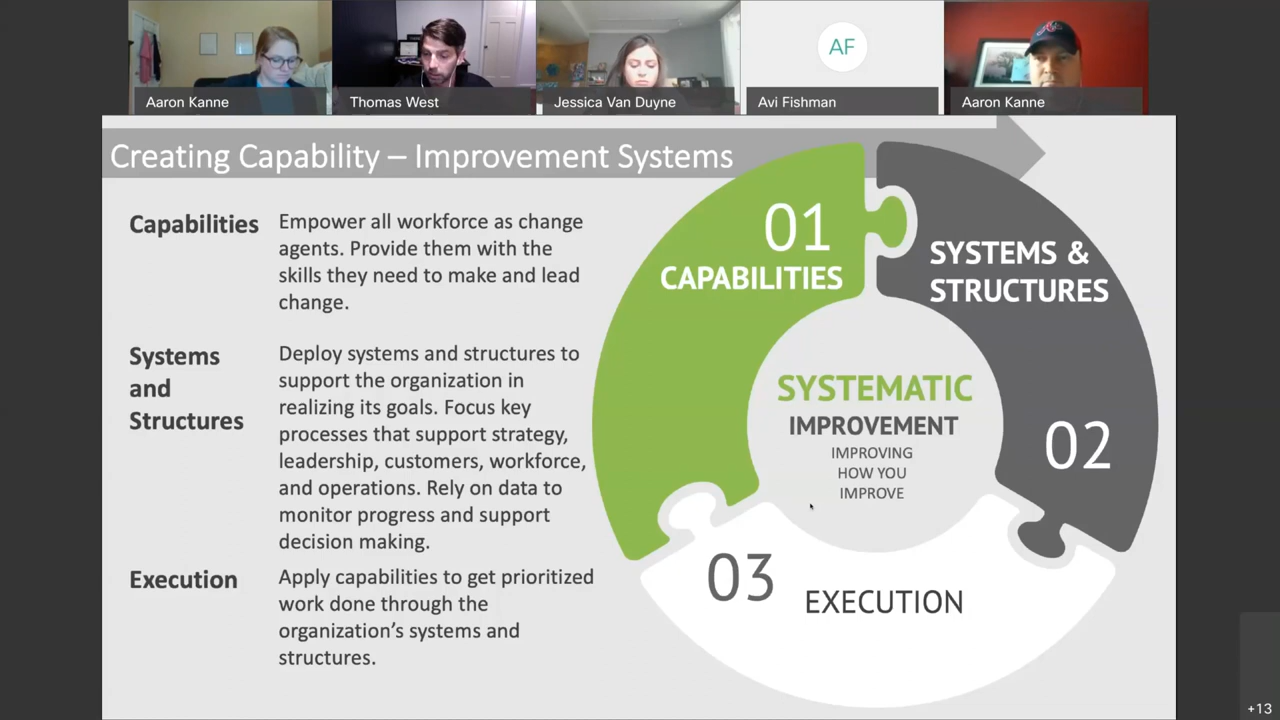 AF
Aaron Kanne
Thomas West
Jessica Van Duyne
Avi Fishman
Aaron Kanne
Creating Capability – Improvement Systems
Capabilities
Empower all workforce as change
agents. Provide them with the
skills they need to make and lead
change.
Systems
and
Structures
Deploy systems and structures to
support the organization in
realizing its goals. Focus key
processes that support strategy,
leadership, customers, workforce,
and operations. Rely on data to
monitor progress and support
decision making.
Execution
Apply capabilities to get prioritized
work done through the
organization’s systems and
structures.
01
CAPABILITIES
SYSTEMS &
STRUCTURES
02
SYSTEMATIC
IMPROVEMENT
IMPROVING
HOW YOU
IMPROVE
03
EXECUTION
+13